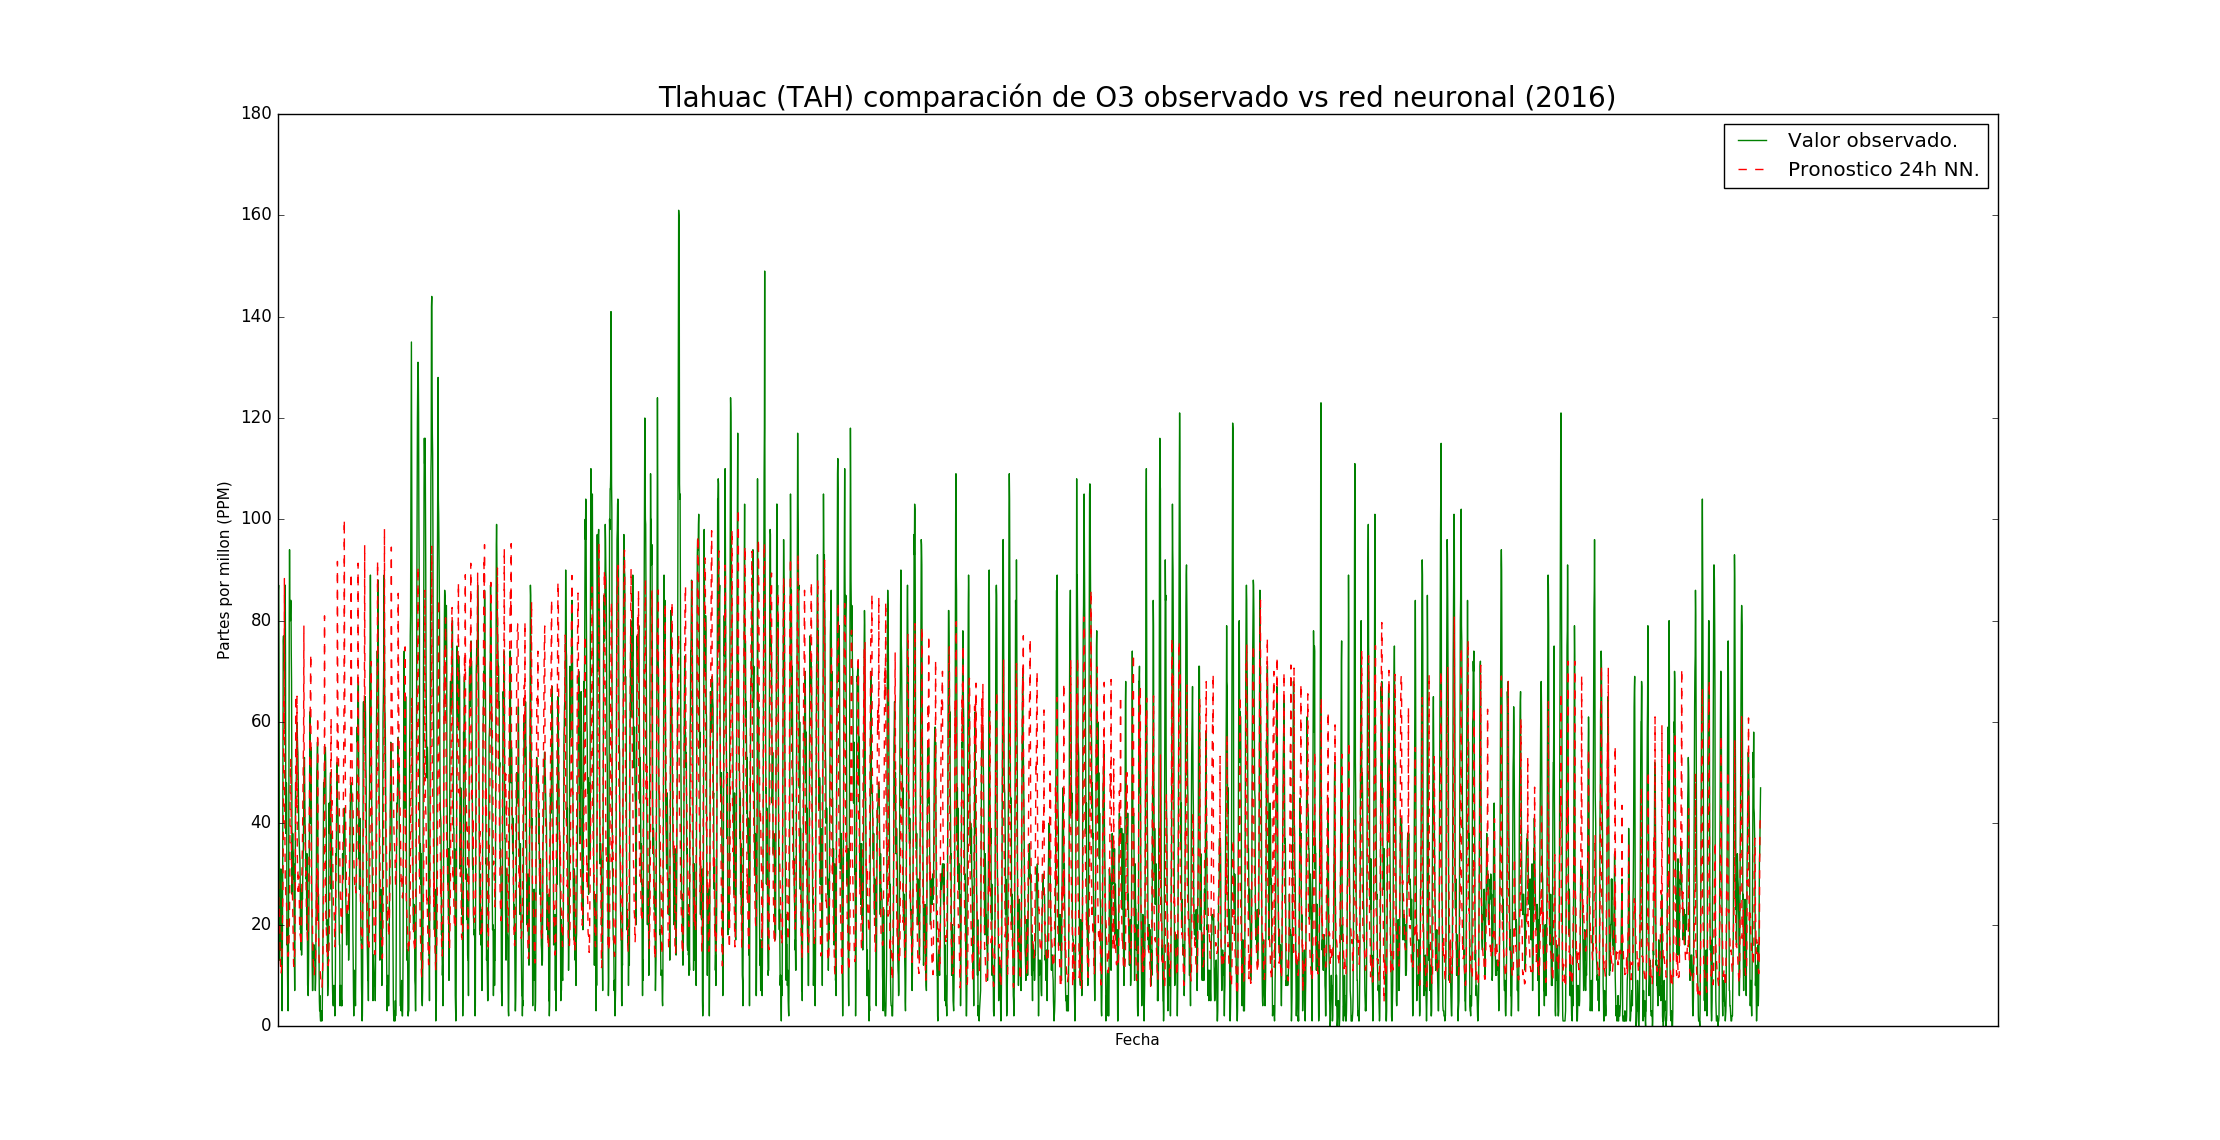 Tlahuac (TAH) comparación de O3 observado vs red neuronal (2016)
180
160
140
120
100
80
60
40
20
0
Partes por millon (PPM)
Valor observado.
Pronostico 24h NN.
Fecha